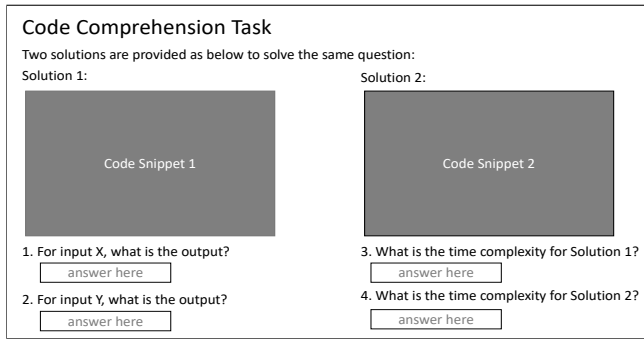 Code Comprehension Task
Two solutions are provided as below to solve the same question:
Solution 1:
Solution 2:
Code Snippet 1
Code Snippet 2
1. For input X, what is the output?
answer here
2. For input Y, what is the output?
answer here
3. What is the time complexity for Solution 1?
answer here
4. What is the time complexity for Solution 2?
answer here